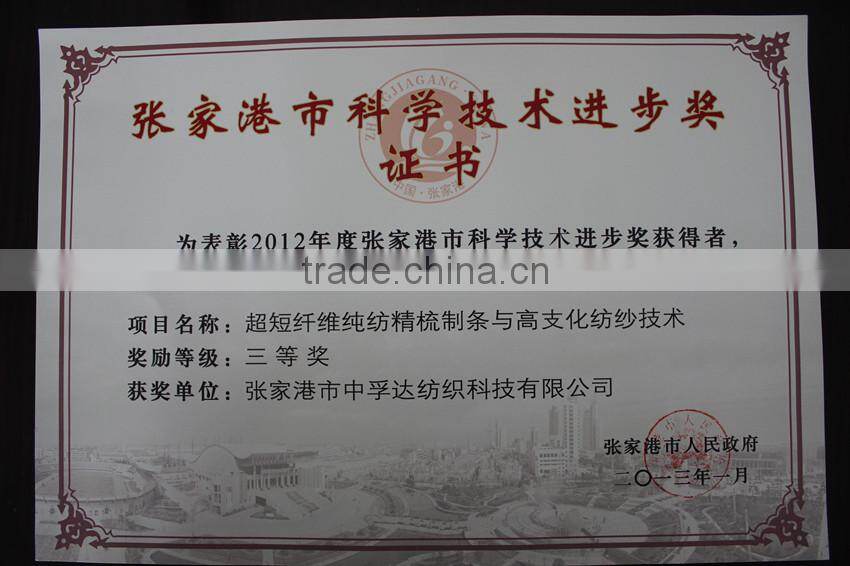 张家港市科学技术进步奖
证书
中国·张家港
为表彰2012年度张家港市科学技术进步奖获得者，
trade.china.cn
项目名称：超短纤维纯纺精梳制条与高支化纺纱技术
奖励等级：三等奖
获奖单位：张家港市中孚达纺织科技有限公司
张家港市人民政府
二〇一三年一月